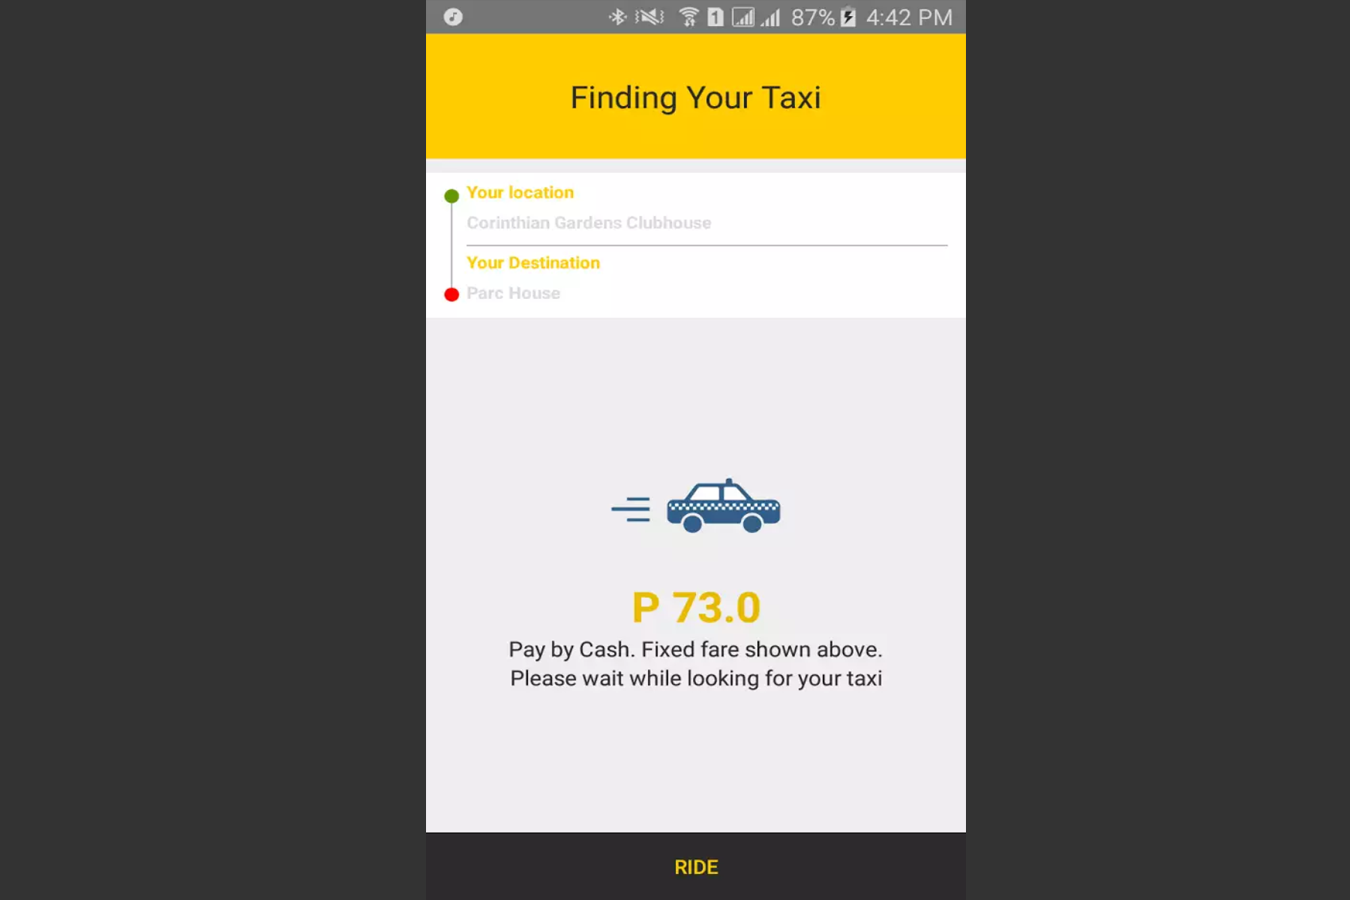 1 87% 4:42 PM
Finding Your Taxi
Your location
Corinthian Gardens Clubhouse
Your Destination
Parc House
P 73.0
Pay by Cash. Fixed fare shown above.
Please wait while looking for your taxi
RIDE